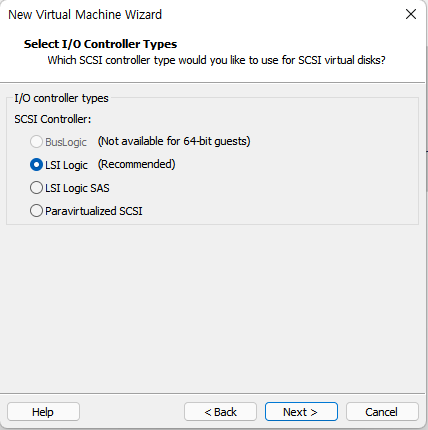 New Virtual Machine Wizard
Select I/O Controller Types
Which SCSI controller type would you like to use for SCSI virtual disks?
I/O controller types
SCSI Controller:
BusLogic (Not available for 64-bit guests)
LSI Logic (Recommended)
LSI Logic SAS
Paravirtualized SCSI
Help < Back Next > Cancel